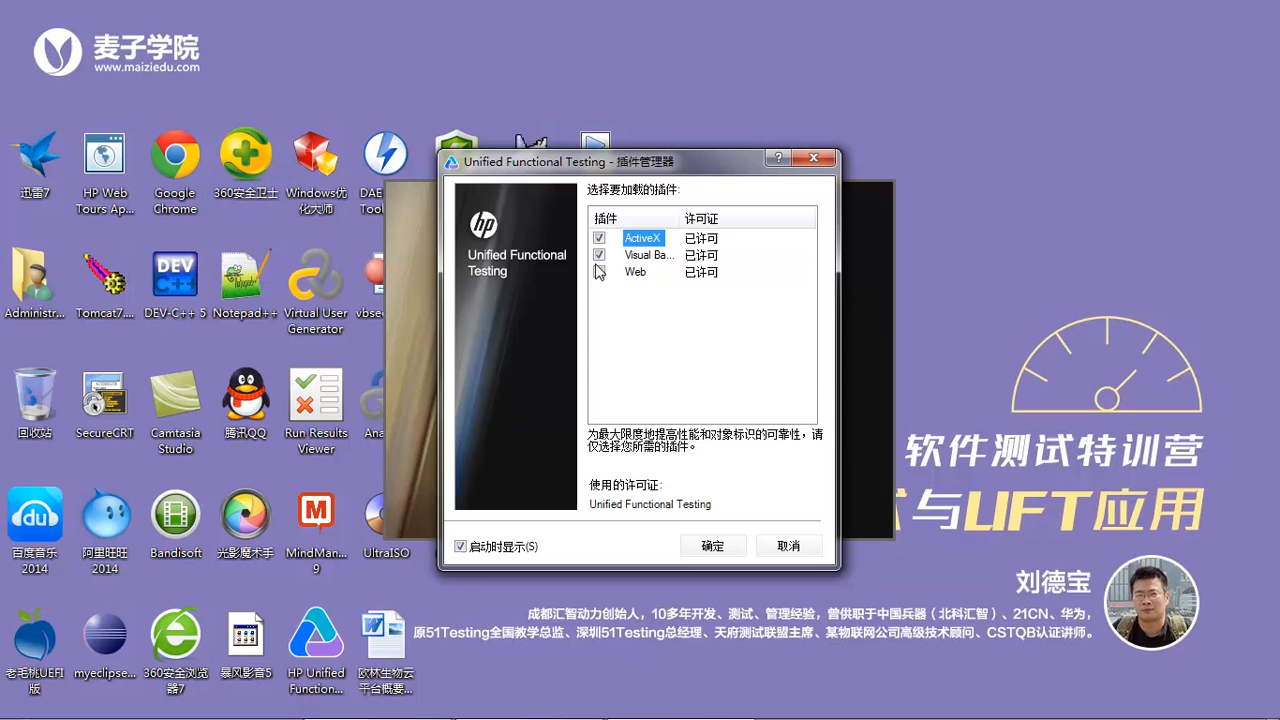 麦子学院
www.maiziedu.com
迅雷7
HP Web
Tours Ap...
Google
Chrome
360安全卫士
Windows优
化大师
Administr...
Tomcat7....
DEV
C++
DEV-C++ 5
Notepad++
Virtual User
Generator
回收站
SecureCRT
Camtasia
Studio
腾讯QQ
Run Results
Viewer
du
百度音乐
2014
阿里旺旺
2014
Bandisoft
光影魔术手
M
MindMan...
9
UltraISO
老毛桃UEFI
版
myeclipse...
360安全浏览
器7
暴风影音5
HP Unified
Function...
欧林生物云
平台概要...
Unified Functional Testing - 插件管理器
hp
Unified Functional
Testing
选择要加载的插件:
插件 许可证
ActiveX 已许可
Visual Ba... 已许可
Web 已许可
为最大限度地提高性能和对象标识的可靠性，请
仅选择您所需的插件。
使用的许可证:
Unified Functional Testing
启动时显示(S)
确定
取消
软件测试特训营
与UFT应用
刘德宝
成都汇智动力创始人，10多年开发、测试、管理经验，曾供职于中国兵器（北科汇智）、21CN、华为，
原51Testing全国教学总监、深圳51Testing总经理、天府测试联盟主席、某物联网公司高级技术顾问、CSTQB认证讲师。